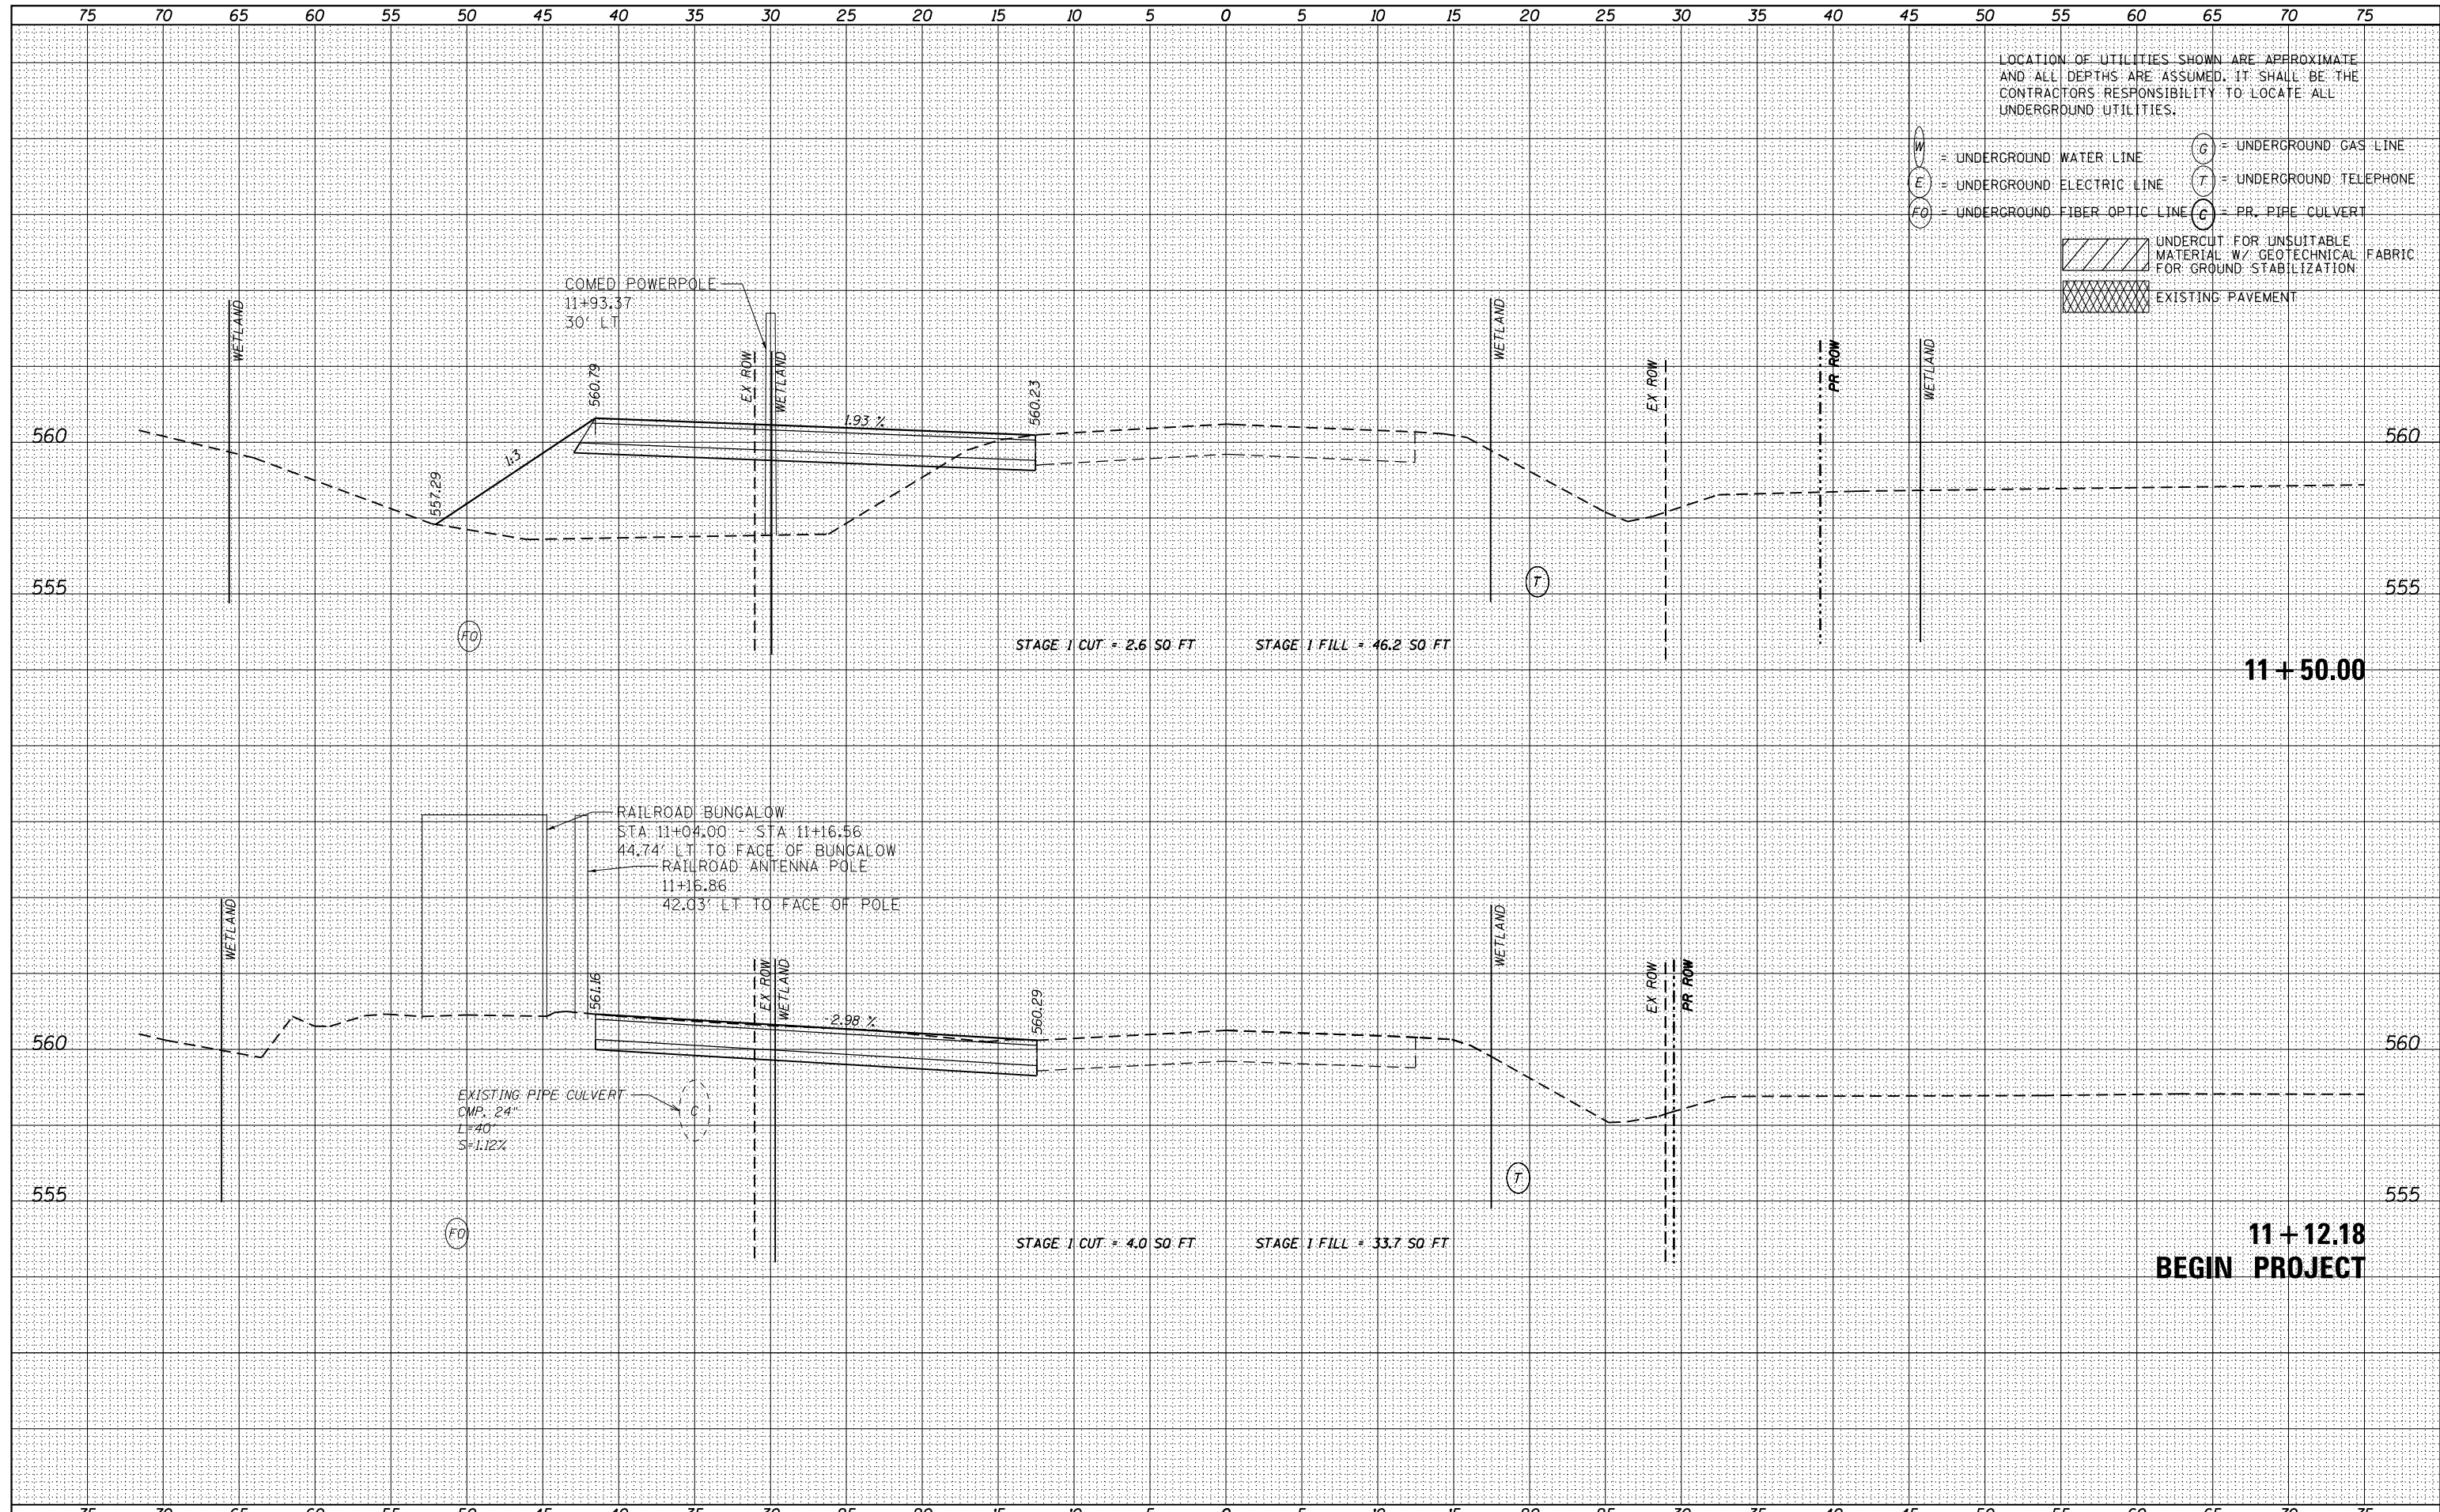 75 70 65 60 55 50 45 40 35 30 25 20 15 10 5 0 5 10 15 20 25 30 35 40 45 50 55 60 65 70 75
LOCATION OF UTILITIES SHOWN ARE APPROXIMATE
AND ALL DEPTHS ARE ASSUMED. IT SHALL BE THE
CONTRACTORS RESPONSIBILITY TO LOCATE ALL
UNDERGROUND UTILITIES.
W = UNDERGROUND WATER LINE
G = UNDERGROUND GAS LINE
E = UNDERGROUND ELECTRIC LINE
T = UNDERGROUND TELEPHONE
FO = UNDERGROUND FIBER OPTIC LINE
C = PR. PIPE CULVERT
UNDERCUT FOR UNSUITABLE
MATERIAL W/ GEOTECHNICAL FABRIC
FOR GROUND STABILIZATION
EXISTING PAVEMENT
COMED POWERPOLE
11+93.37
30' LT
WETLAND
560.79
EX ROW
WETLAND
560.23
WETLAND
EX ROW
PR ROW
WETLAND
1.93 %
560
560
1:3
557.29
555
555
T
FO
STAGE 1 CUT = 2.6 SQ FT
STAGE 1 FILL = 46.2 SQ FT
11+50.00
RAILROAD BUNGALOW
STA 11+04.00 - STA 11+16.56
44.74' LT TO FACE OF BUNGALOW
RAILROAD ANTENNA POLE
11+16.86
42.03' LT TO FACE OF POLE
WETLAND
561.16
EX ROW
WETLAND
560.29
WETLAND
EX ROW
PR ROW
-2.98 %
560
560
EXISTING PIPE CULVERT
CMP. 24"
L=40'
S=1.12%
C
T
555
555
FO
STAGE 1 CUT = 4.0 SQ FT
STAGE 1 FILL = 33.7 SQ FT
11+12.18
BEGIN PROJECT
75 70 65 60 55 50 45 40 35 30 25 20 15 10 5 0 5 10 15 20 25 30 35 40 45 50 55 60 65 70 75